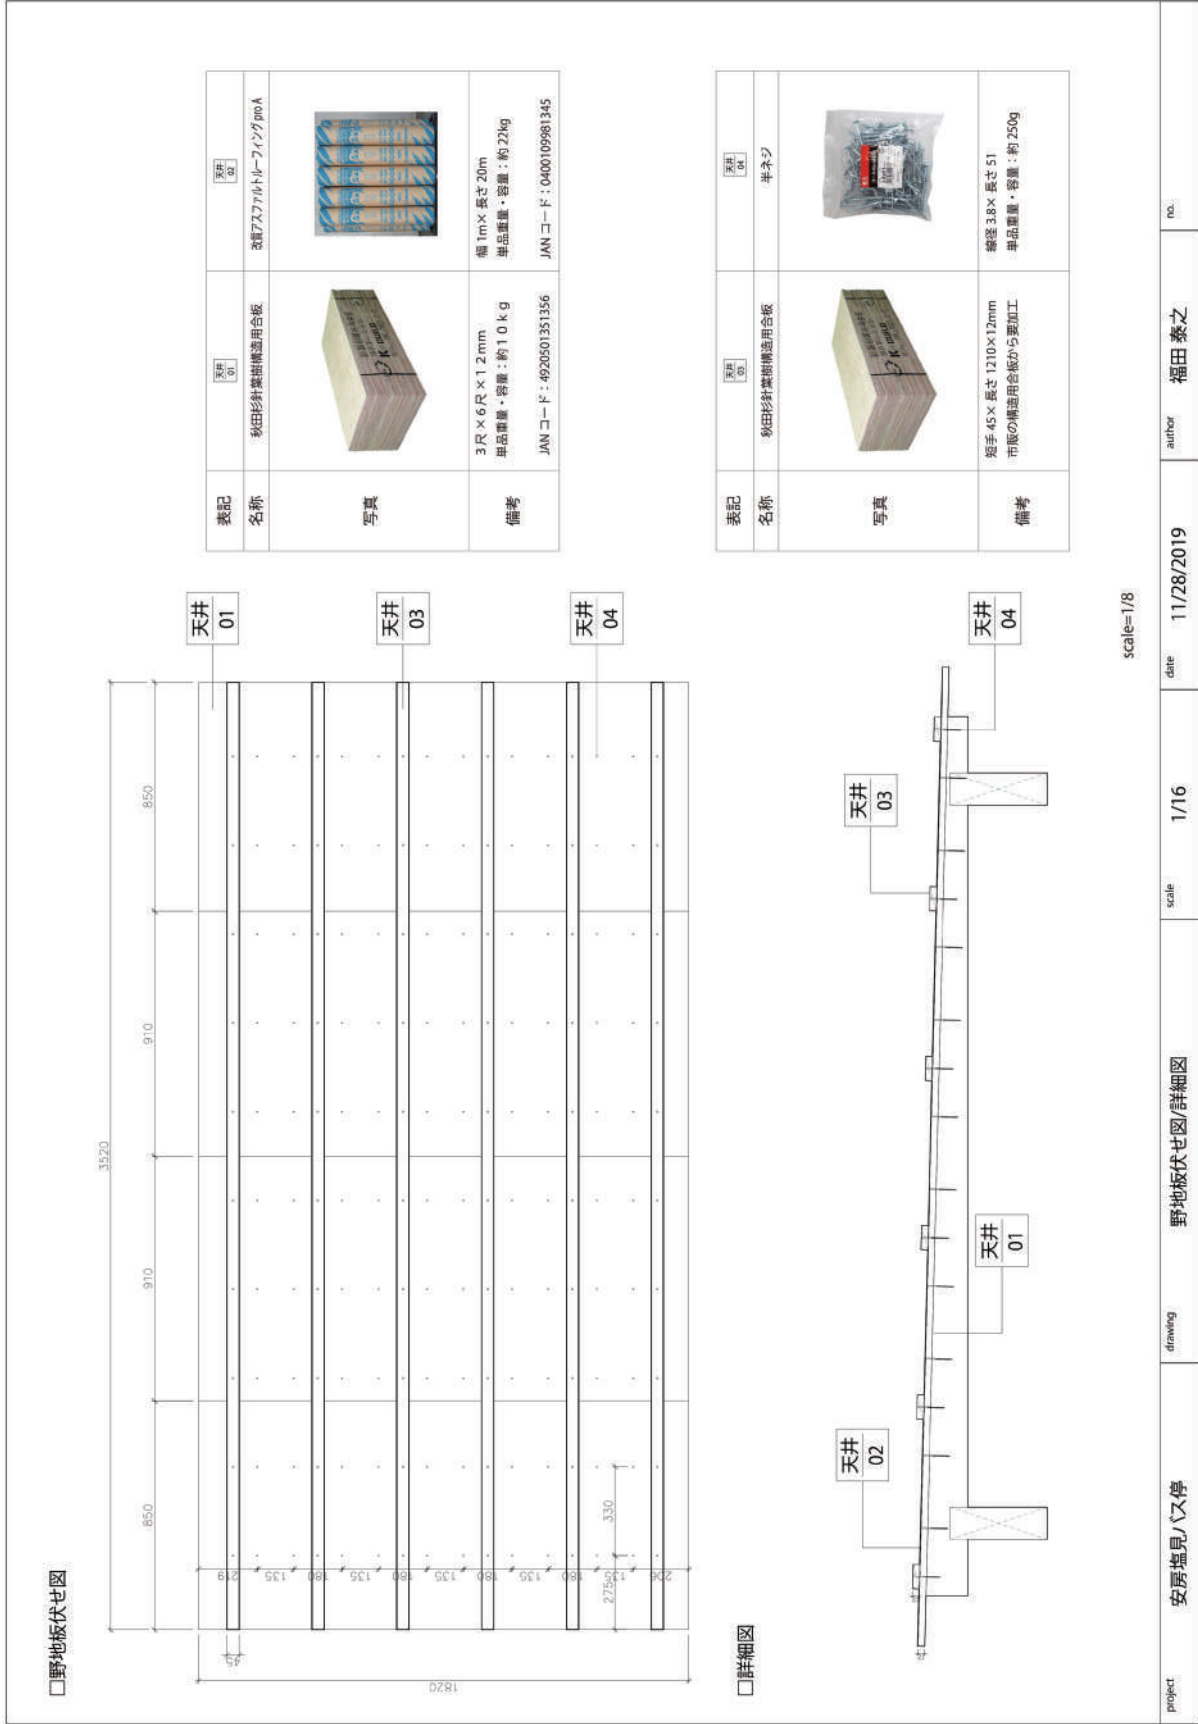 □野地板伏せ図
3520
850
910
910
850
1820
45
219
135
180
135
180
135
180
135
180
135
226
275
330
天井
01
天井
03
天井
04
表記
天井
01
天井
02
名称
秋田杉針葉樹構造用合板
改質アスファルトルーフィング pro A
写真
備考
3尺×6尺×12mm
単品重量・容量：約10kg
JANコード：4920501351356
幅 1m× 長さ 20m
単品重量・容量：約 22kg
JAN コード：0400109981345
□詳細図
天井
02
天井
01
天井
03
天井
04
表記
天井
03
天井
04
名称
秋田杉針葉樹構造用合板
半ネジ
写真
備考
短手 45× 長さ 1210×12mm
市販の構造用合板から要加工
線径 3.8× 長さ 51
単品重量・容量：約 250g
scale=1/8
project
安房塩見バス停
drawing
野地板伏せ図/詳細図
scale
1/16
date
11/28/2019
author
福田 泰之
no.